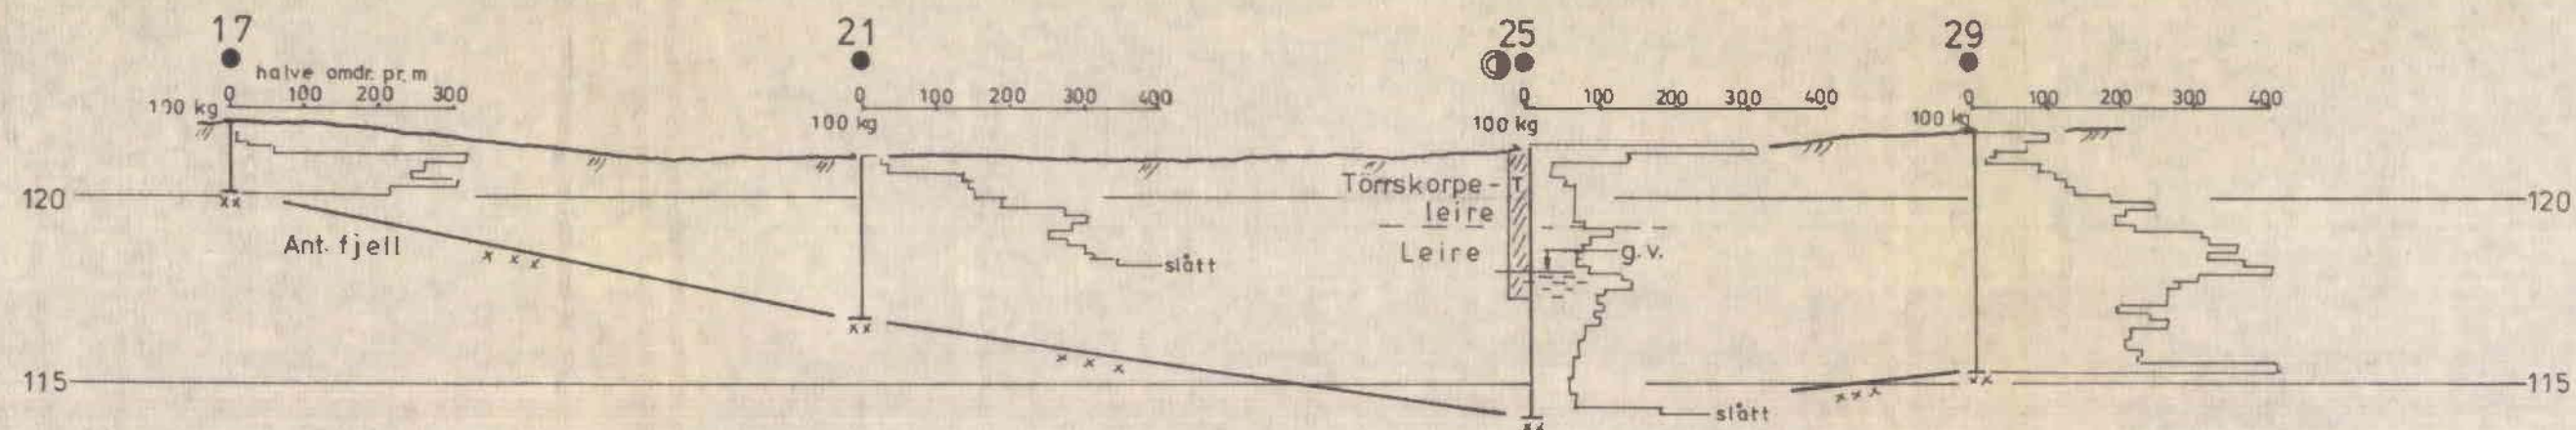 17
21
25
29
halve omdr. pr. m
0 100 200 300
0 100 200 300 400
0 100 200 300 400
0 100 200 300 400
100 kg
100 kg
100 kg
100 kg
Törrskorpe- T
leire
Leire
g.v.
120
120
Ant. fjell
slått
115
115
slått